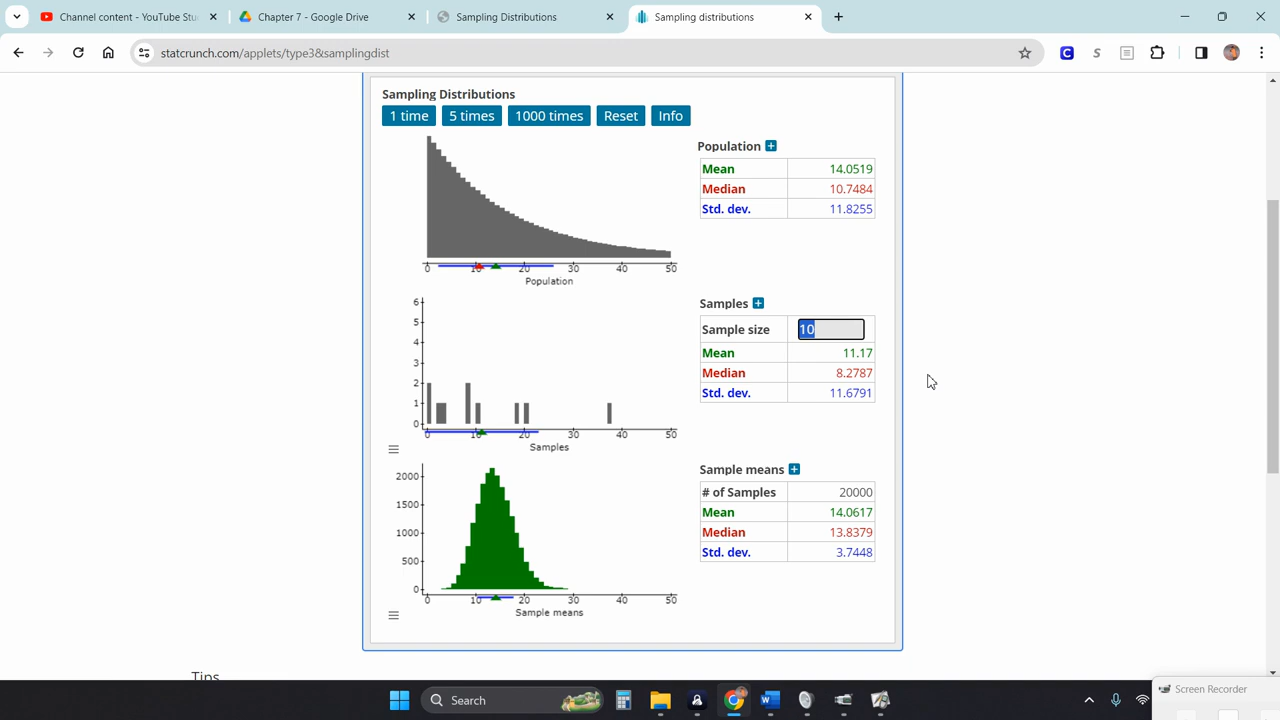 Channel content - YouTube Stu
Chapter 7 - Google Drive
Sampling Distributions
Sampling distributions
statcrunch.com/applets/type3&samplingdist
Sampling Distributions
1 time 5 times 1000 times Reset Info
Population
Mean 14.0519
Median 10.7484
Std. dev. 11.8255
0 10 20 30 40 50
Population
Samples
6
5
4
3
2
1
0
Sample size 10
Mean 11.17
Median 8.2787
Std. dev. 11.6791
0 10 20 30 40 50
Samples
Sample means
2000
1500
1000
500
0
# of Samples 20000
Mean 14.0617
Median 13.8379
Std. dev. 3.7448
0 10 20 30 40 50
Sample means
Tips
Search
Screen Recorder